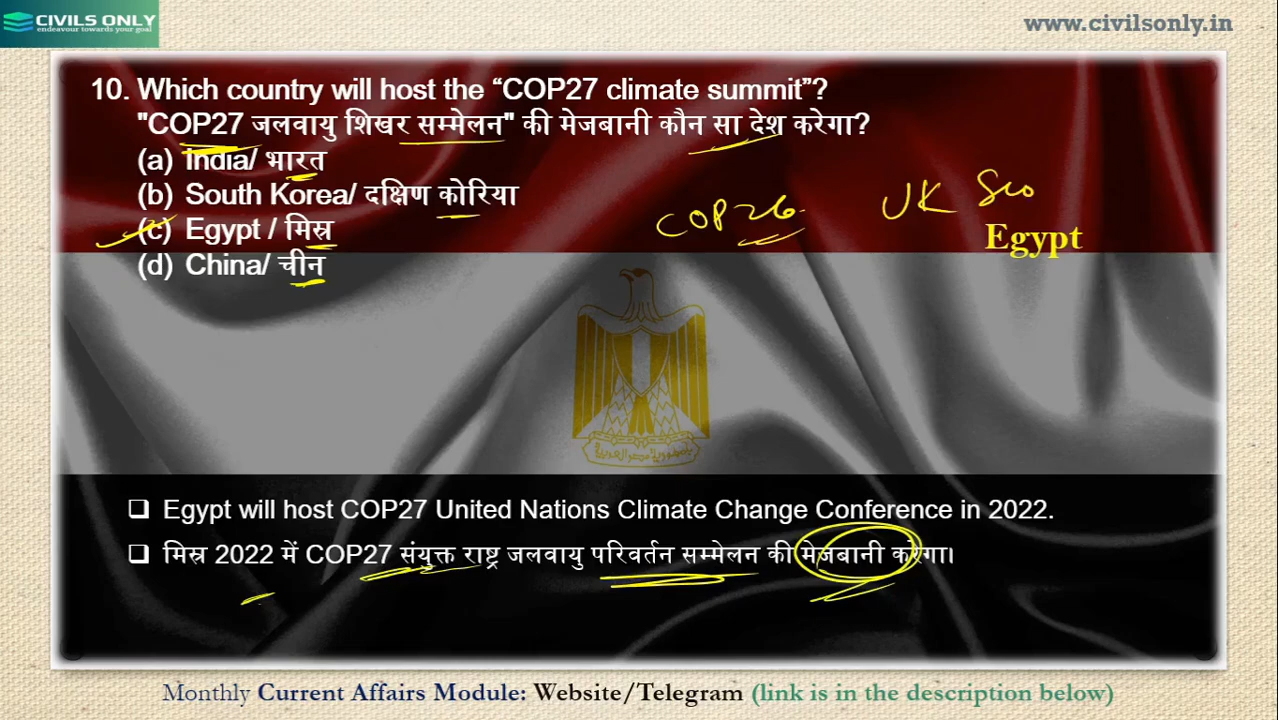 CIVILS ONLY
endeavour towards your goal
www.civilsonly.in
10. Which country will host the “COP27 climate summit”?
"COP27 जलवायु शिखर सम्मेलन" की मेजबानी कौन सा देश करेगा?
(a) India/ भारत
(b) South Korea/ दक्षिण कोरिया
(c) Egypt / मिस्र
(d) China/ चीन
COP 26 UK Sco
Egypt
❑ Egypt will host COP27 United Nations Climate Change Conference in 2022.
❑ मिस्र 2022 में COP27 संयुक्त राष्ट्र जलवायु परिवर्तन सम्मेलन की मेजबानी करेगा।
Monthly Current Affairs Module: Website/Telegram (link is in the description below)